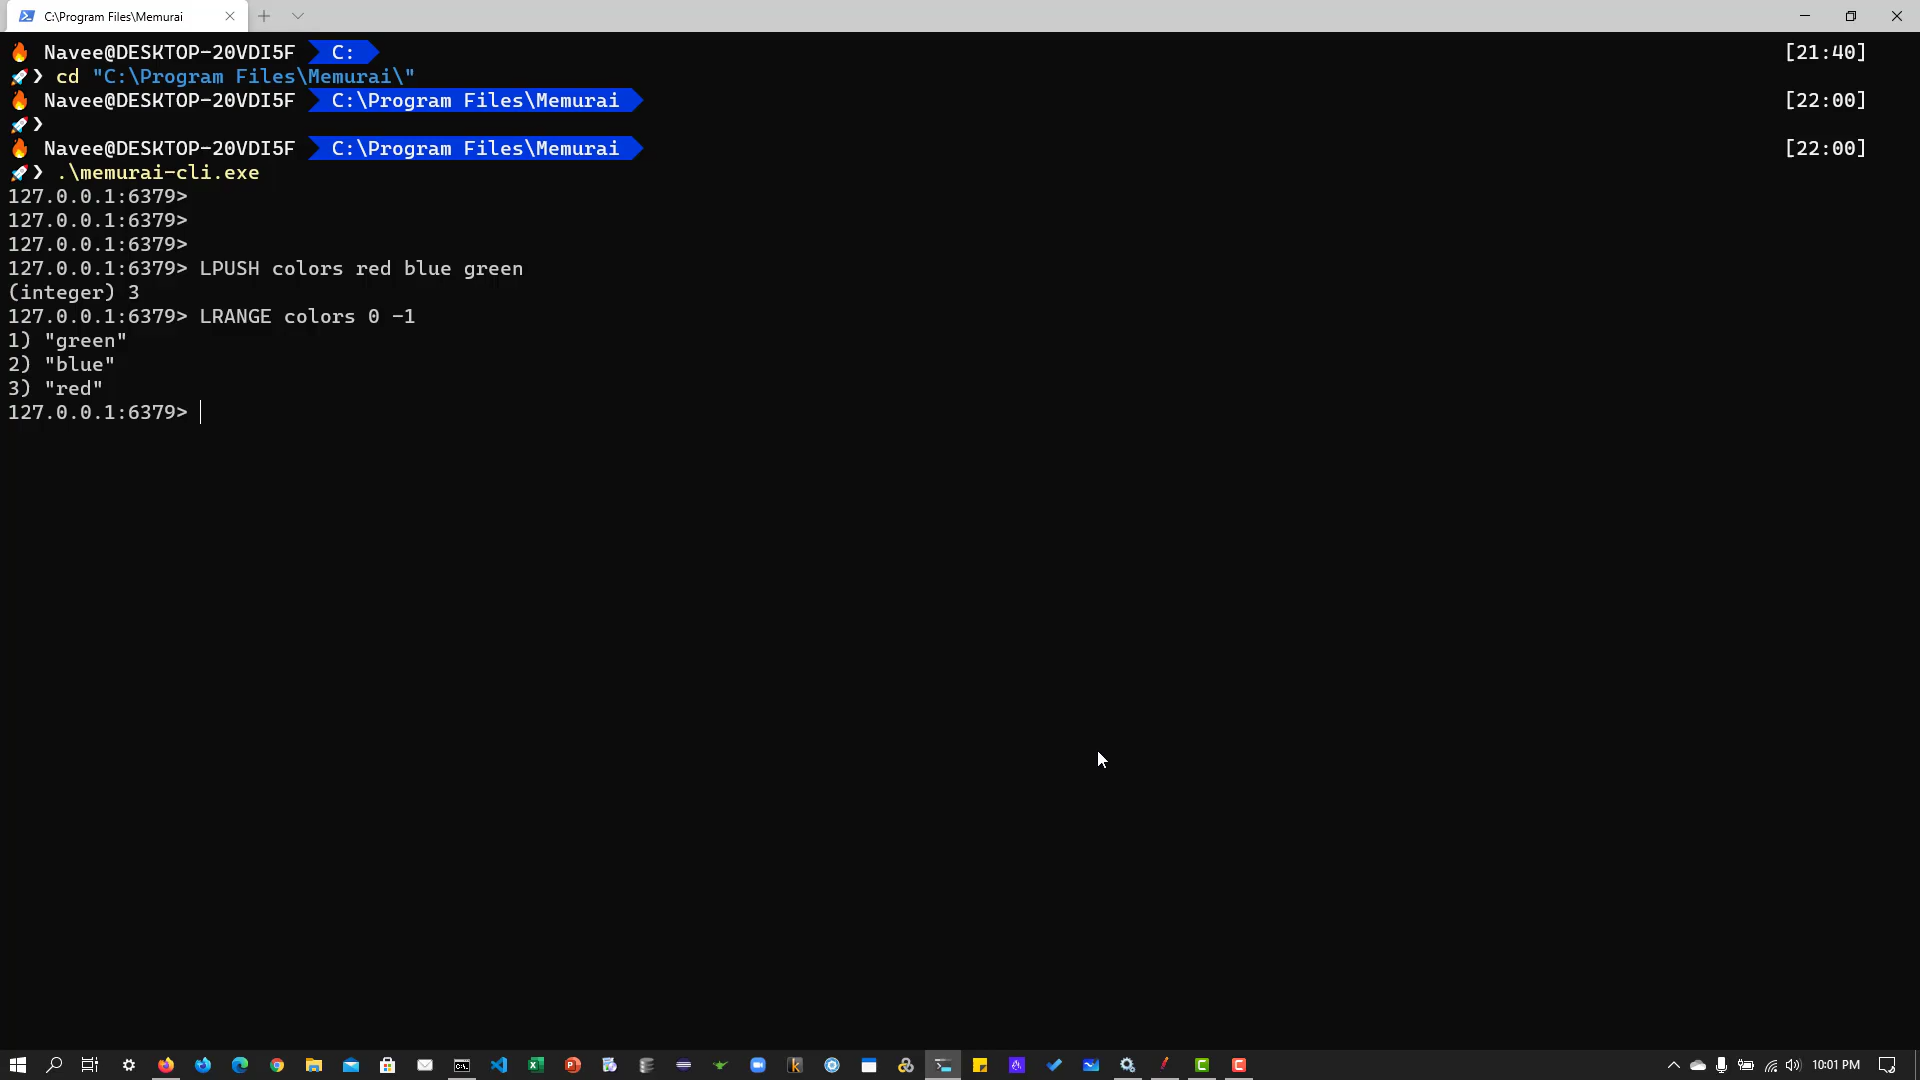 C:\Program Files\Memurai
Navee@DESKTOP-20VDI5F C: [21:40]
❯ cd "C:\Program Files\Memurai\"
Navee@DESKTOP-20VDI5F C:\Program Files\Memurai [22:00]
❯
Navee@DESKTOP-20VDI5F C:\Program Files\Memurai [22:00]
❯ .\memurai-cli.exe
127.0.0.1:6379>
127.0.0.1:6379>
127.0.0.1:6379>
127.0.0.1:6379> LPUSH colors red blue green
(integer) 3
127.0.0.1:6379> LRANGE colors 0 -1
1) "green"
2) "blue"
3) "red"
127.0.0.1:6379>
10:01 PM